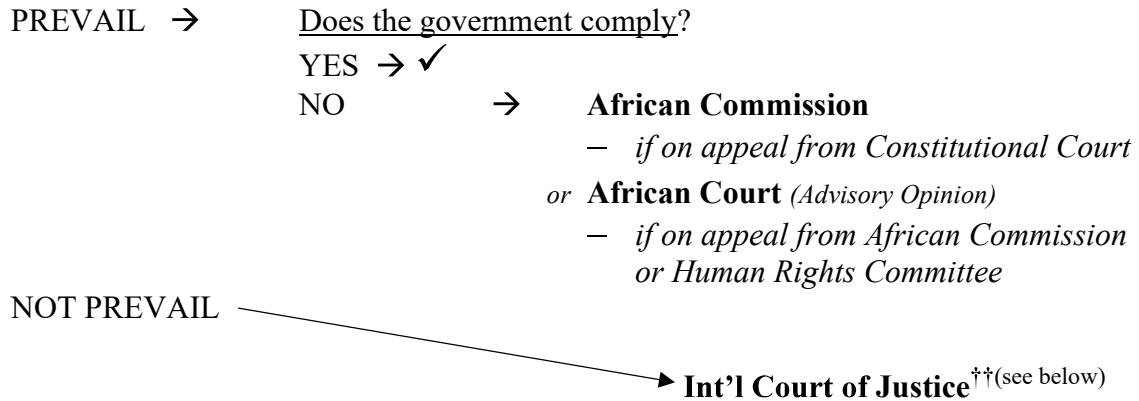 PREVAIL → Does the government comply?
YES → ✓
NO → African Commission
– if on appeal from Constitutional Court
or African Court (Advisory Opinion)
– if on appeal from African Commission
or Human Rights Committee
NOT PREVAIL
Int'l Court of Justice††(see below)